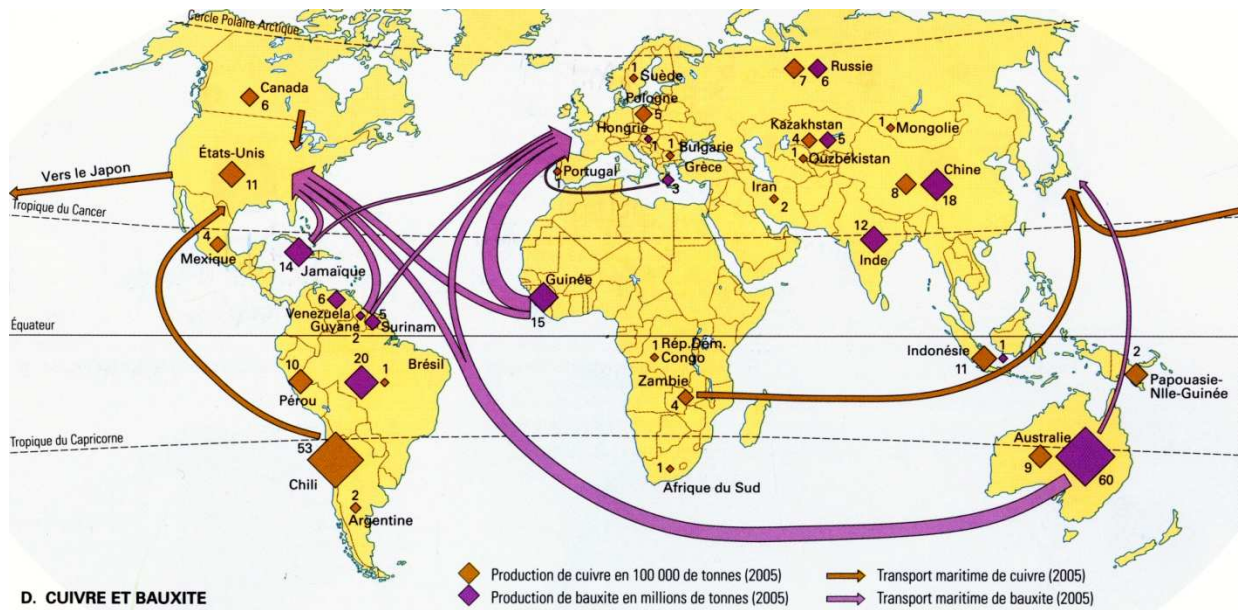 Cercle Polaire Arctique
Canada
6
États-Unis
11
Vers le Japon
Tropique du Cancer
4
Mexique
14
Jamaïque
6
Venezuela
Guyane
2
5
Surinam
Équateur
10
Pérou
20
Brésil
1
Tropique du Capricorne
53
Chili
2
Argentine
1
Suède
Pologne
5
Hongrie
1
1
Bulgarie
Portugal
1
Grèce
3
7
6
Russie
Kazakhstan
4
5
1
Oúzbékistan
1
Mongolie
Iran
2
Chine
8
18
12
Inde
Guinée
15
1
Rép.Dém.
Congo
Zambie
4
1
Afrique du Sud
Indonésie
11
1
2
Papouasie-
Nlle-Guinée
Australie
9
60
D. CUIVRE ET BAUXITE
Production de cuivre en 100 000 de tonnes (2005)
Production de bauxite en millions de tonnes (2005)
Transport maritime de cuivre (2005)
Transport maritime de bauxite (2005)